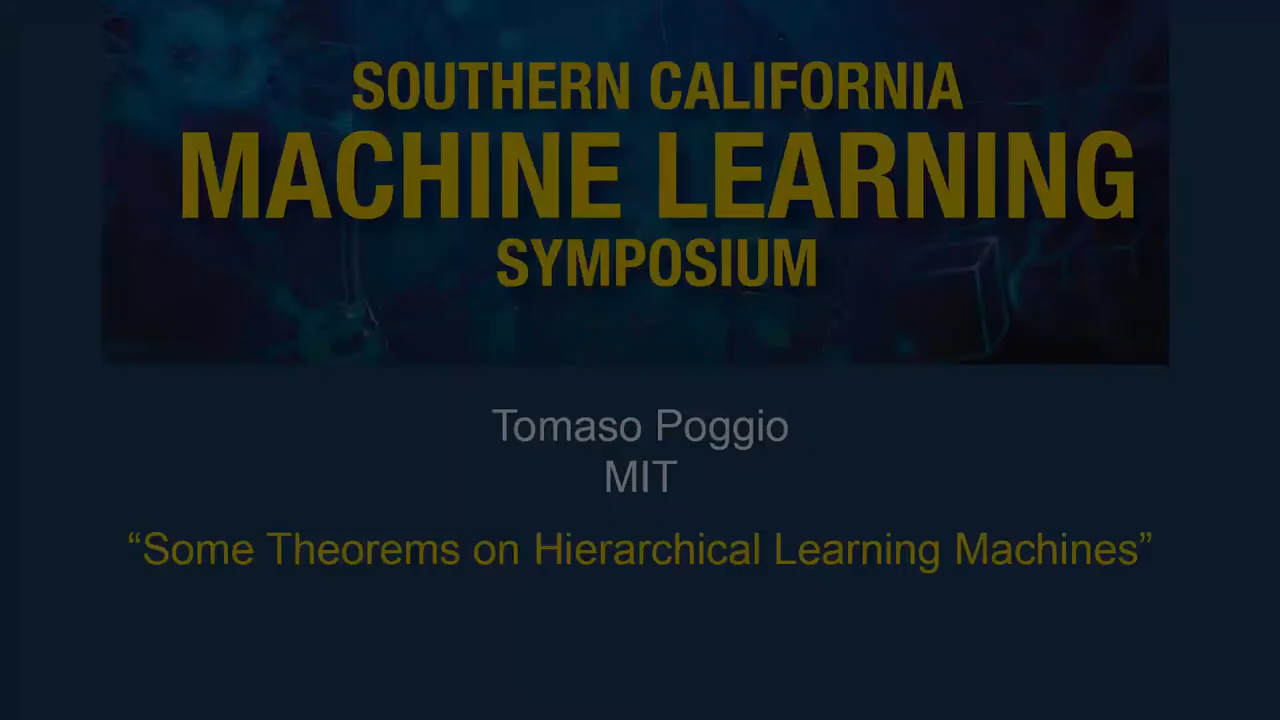 SOUTHERN CALIFORNIA
MACHINE LEARNING
SYMPOSIUM
Tomaso Poggio
MIT
“Some Theorems on Hierarchical Learning Machines”